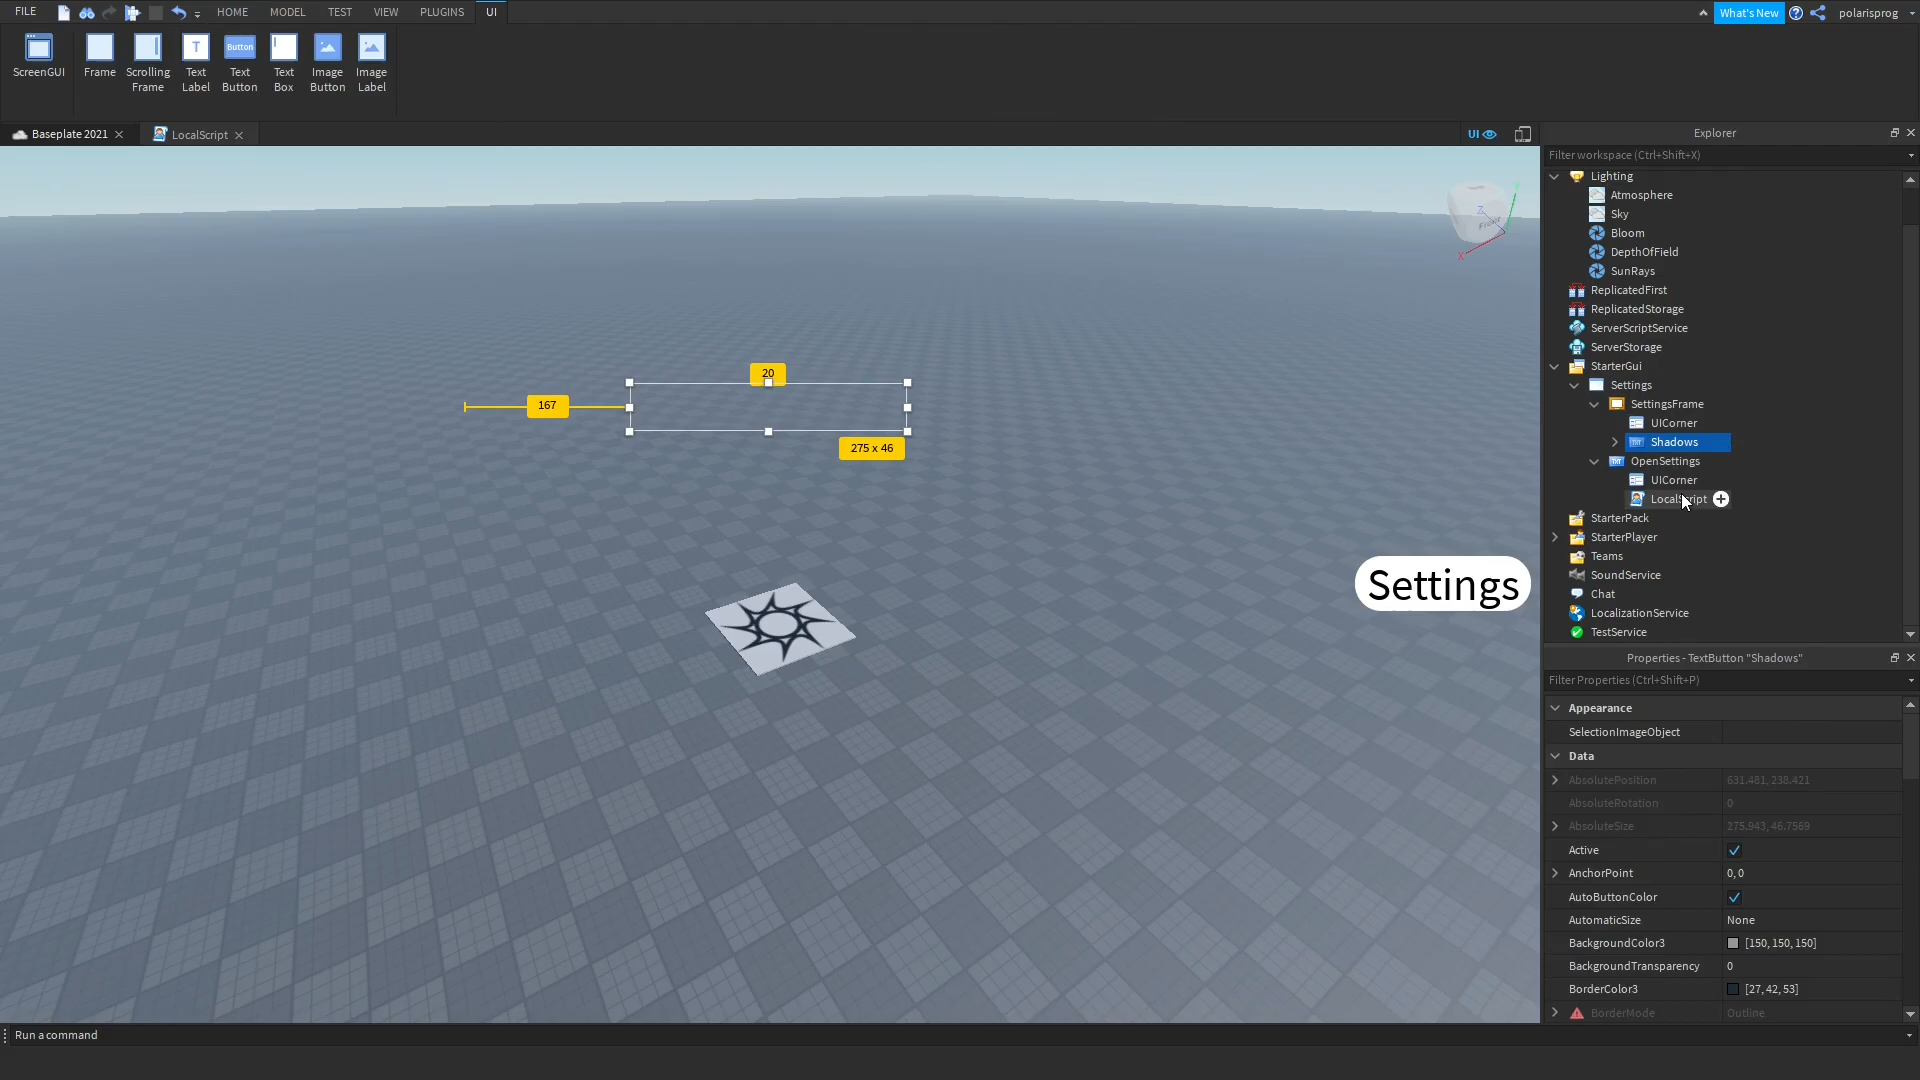 FILE
HOME
MODEL
TEST
VIEW
PLUGINS
UI
What's New
polarisprog
ScreenGUI
Frame
Scrolling
Frame
T
Text
Label
Button
Text
Button
Text
Box
Image
Button
Image
Label
Baseplate 2021
LocalScript
UI
20
167
275 x 46
Z
X
Settings
Explorer
Filter workspace (Ctrl+Shift+X)
Lighting
Atmosphere
Sky
Bloom
DepthOfField
SunRays
ReplicatedFirst
ReplicatedStorage
ServerScriptService
ServerStorage
StarterGui
Settings
SettingsFrame
UICorner
Shadows
OpenSettings
UICorner
LocalScript
StarterPack
StarterPlayer
Teams
SoundService
Chat
LocalizationService
TestService
Properties - TextButton "Shadows"
Filter Properties (Ctrl+Shift+P)
Appearance
SelectionImageObject
Data
AbsolutePosition 631.481, 238.421
AbsoluteRotation 0
AbsoluteSize 275.943, 46.7569
Active
AnchorPoint 0, 0
AutoButtonColor
AutomaticSize None
BackgroundColor3 [150, 150, 150]
BackgroundTransparency 0
BorderColor3 [27, 42, 53]
BorderMode Outline
Run a command